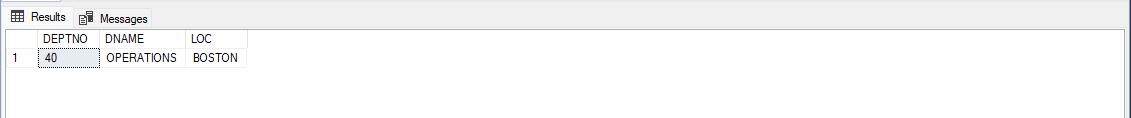 Results Messages
DEPTNO DNAME LOC
1 40 OPERATIONS BOSTON